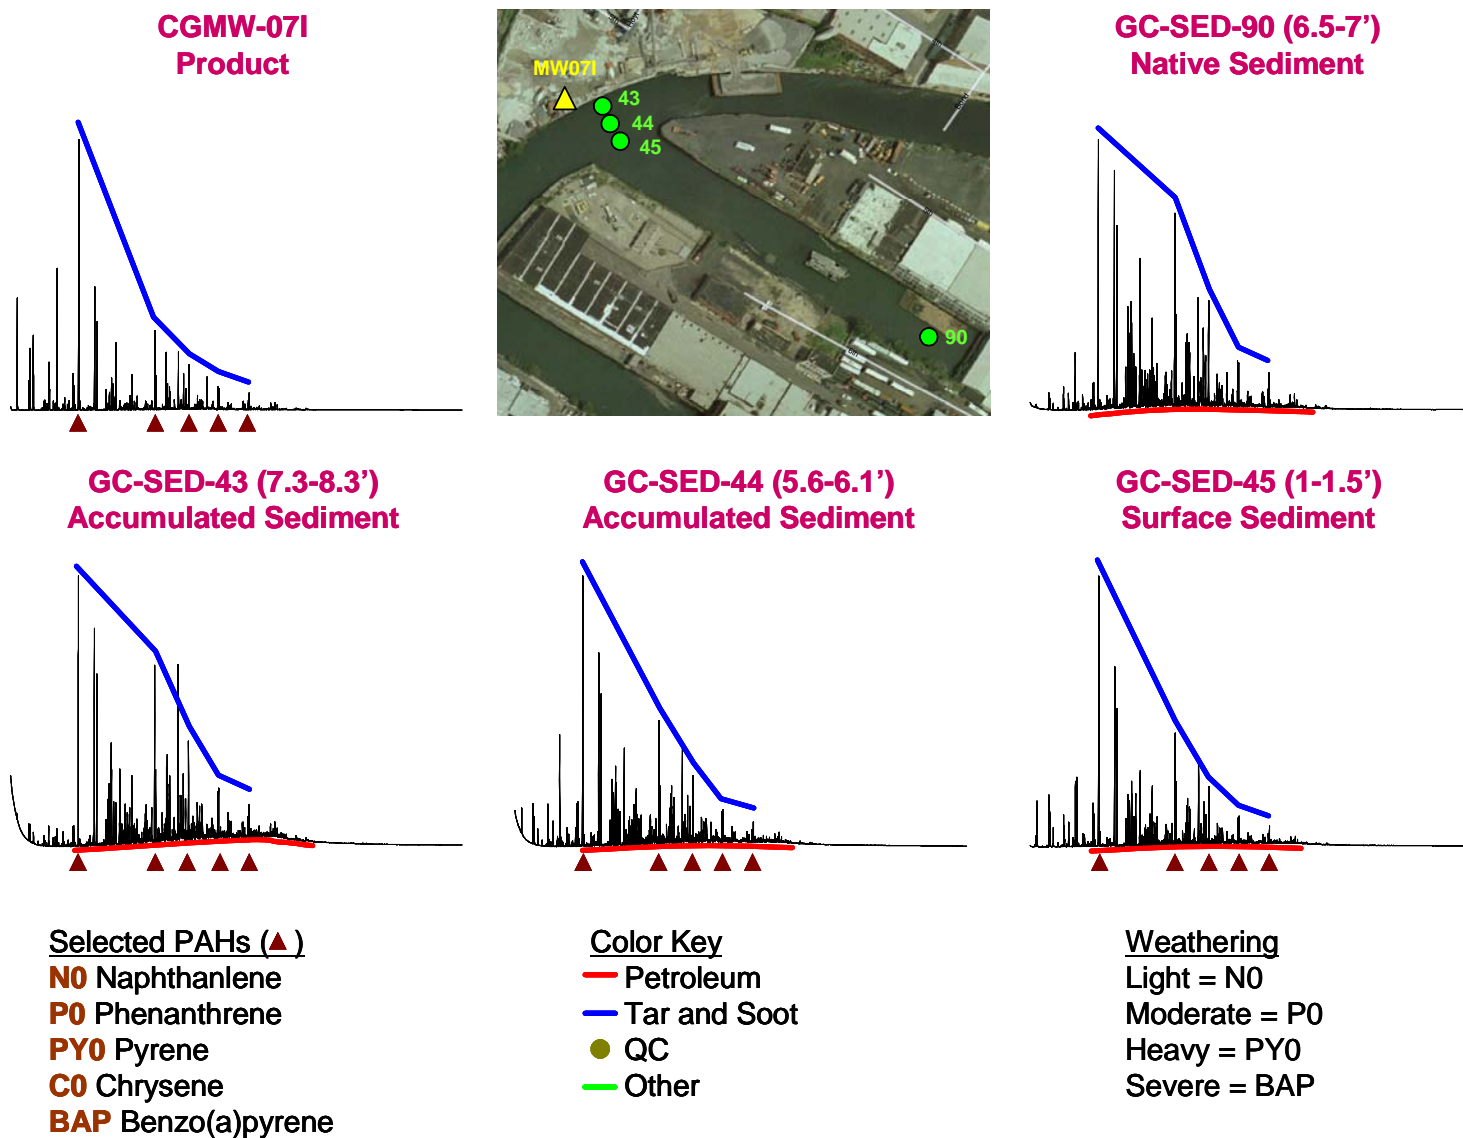 CGMW-07I
Product
MW07I
43
44
45
90
GC-SED-90 (6.5-7’)
Native Sediment
GC-SED-43 (7.3-8.3’)
Accumulated Sediment
GC-SED-44 (5.6-6.1’)
Accumulated Sediment
GC-SED-45 (1-1.5’)
Surface Sediment
Selected PAHs (▲)
N0 Naphthanlene
P0 Phenanthrene
PY0 Pyrene
C0 Chrysene
BAP Benzo(a)pyrene
Color Key
Petroleum
Tar and Soot
QC
Other
Weathering
Light = N0
Moderate = P0
Heavy = PY0
Severe = BAP